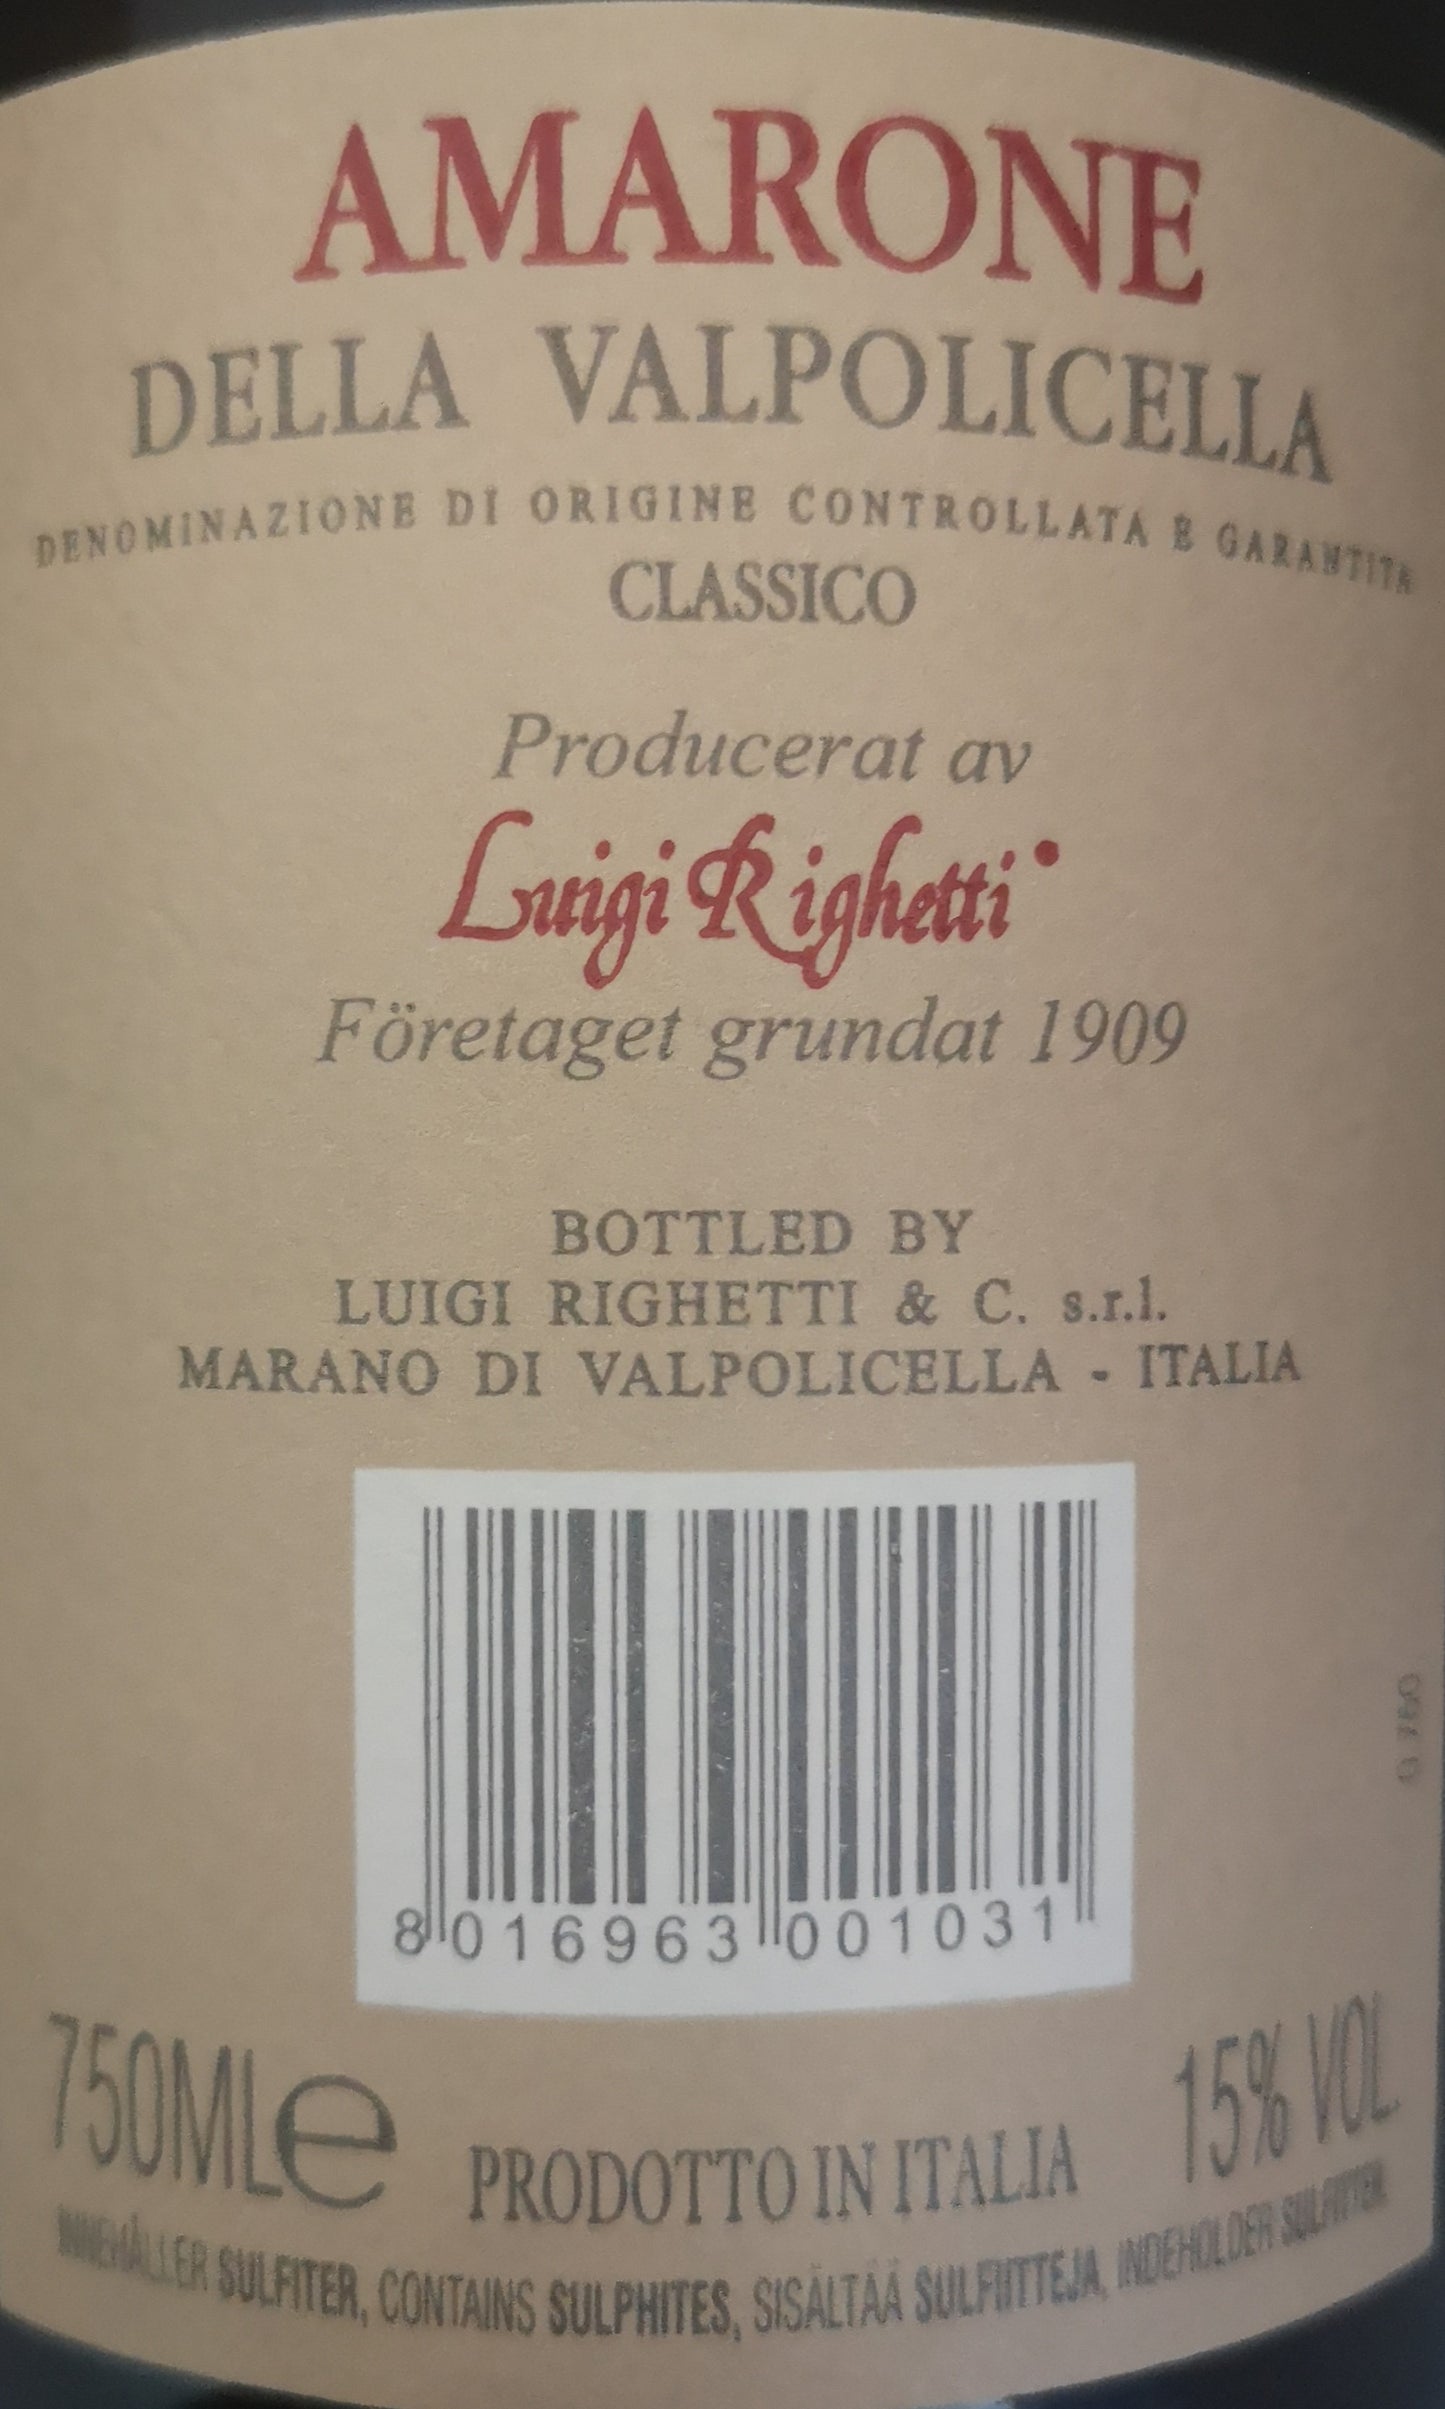 AMARONE
DELLA VALPOLICELLA
DENOMINAZIONE DI ORIGINE CONTROLLATA E GARANTITA
CLASSICO
Producerat av
Luigi Righetti
Företaget grundat 1909
BOTTLED BY
LUIGI RIGHETTI & C. s.r.l.
MARANO DI VALPOLICELLA - ITALIA
8 016963 001031
750MLe
PRODOTTO IN ITALIA
15% VOL.
INNEHÅLLER SULFITER, CONTAINS SULPHITES, SISÄLTÄÄ SULFIITTEJA, INDEHOLDER SULFITTER